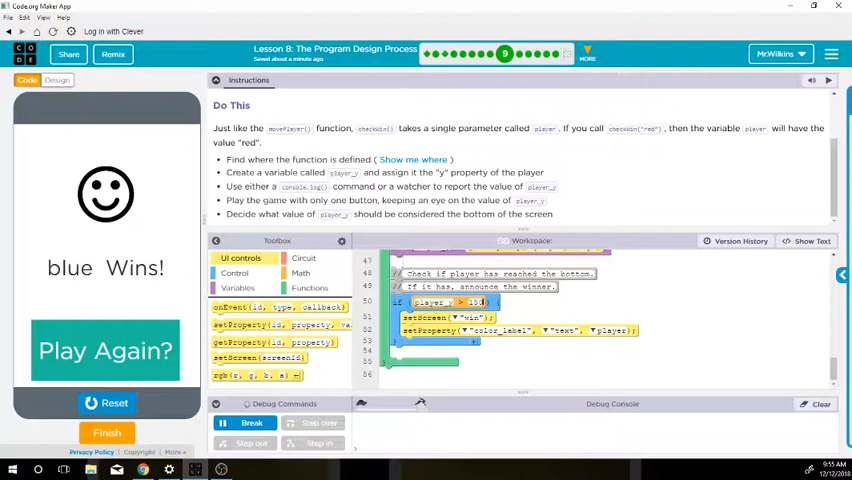 Code.org Maker App
File Edit View Help
Log In with Clever
CODE
Share
Remix
Lesson 8: The Program Design Process
Saved about a minute ago
9
MORE
Mr.Wilkins
Code
Design
Instructions
Do This
Just like the movePlayer() function, checkWin() takes a single parameter called player. If you call checkWin("red"), then the variable player will have the
value "red".
Find where the function is defined ( Show me where )
Create a variable called player_y and assign it the "y" property of the player
Use either a console.log() command or a watcher to report the value of player_y
Play the game with only one button, keeping an eye on the value of player_y
Decide what value of player_y should be considered the bottom of the screen
blue Wins!
Play Again?
Reset
Finish
Privacy Policy | Copyright | More
Toolbox
UI controls
Circuit
Control
Math
Variables
Functions
onEvent(id, type, callback)
setProperty(id, property, va
getProperty(id, property)
setScreen(screenId)
rgb(r, g, b, a)
Workspace:
Version History
Show Text
47
48 // Check if player has reached the bottom.
49 // If it has, announce the winner.
50 if ( player_y > 150 ) {
51 setScreen( "win");
52 setProperty( "color_label", "text", player);
53 }
54
55 }
56
Debug Commands
Debug Console
Clear
Break
Step over
Step out
Step in
>
9:55 AM
12/12/2018